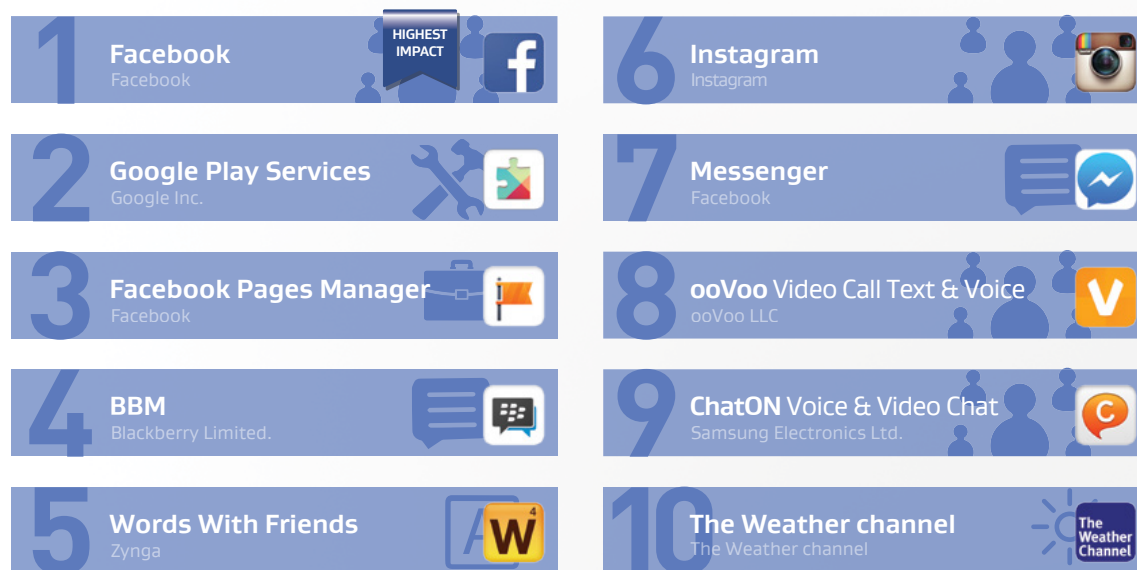 1
Facebook
Facebook
HIGHEST
IMPACT
f
2
Google Play Services
Google Inc.
3
Facebook Pages Manager
Facebook
4
BBM
Blackberry Limited.
5
Words With Friends
Zynga
A
W
4
6
Instagram
Instagram
7
Messenger
Facebook
8
ooVoo Video Call Text & Voice
ooVoo LLC
9
ChatON Voice & Video Chat
Samsung Electronics Ltd.
C
10
The Weather channel
The Weather channel
The
Weather
Channel